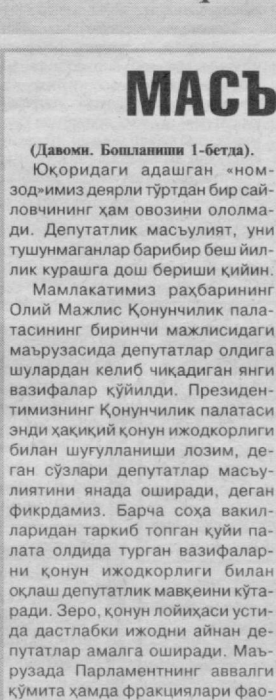 МАСЪ
(Давоми. Бошланиши 1-бетда).
Юқоридаги адашган «ном-
зод»имиз деярли тўртдан бир сай-
ловчининг ҳам овозини ололма-
ди. Депутатлик масъулият, уни
тушунмаганлар барибир беш йил-
лик курашга дош бериши қийин.
Мамлакатимиз раҳбарининг
Олий Мажлис Қонунчилик пала-
тасининг биринчи мажлисидаги
маърузасида депутатлар олдига
шулардан келиб чиқадиган янги
вазифалар қўйилди. Президен-
тимизнинг Қонунчилик палатаси
энди ҳақиқий қонун ижодкорлиги
билан шуғулланиши лозим, де-
ган сўзлари депутатлар масъу-
лиятини янада оширади, деган
фикрдамиз. Барча соҳа вакил-
ларидан таркиб топган қуйи па-
лата олдида турган вазифалар-
ни қонун ижодкорлиги билан
оқлаш депутатлик мавқеини кўта-
ради. Зеро, қонун лойиҳаси усти-
да дастлабки ижодни айнан де-
путатлар амалга оширади. Маъ-
рузада Парламентнинг аввалги
қўмита ҳамда фракциялари фао-